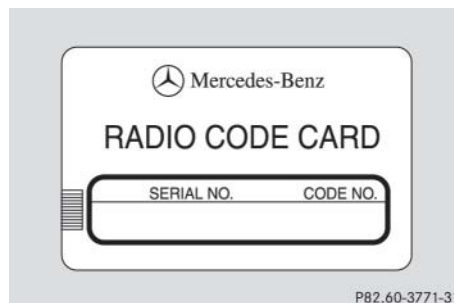 Mercedes-Benz
RADIO CODE CARD
SERIAL NO. CODE NO.
P82.60-3771-3